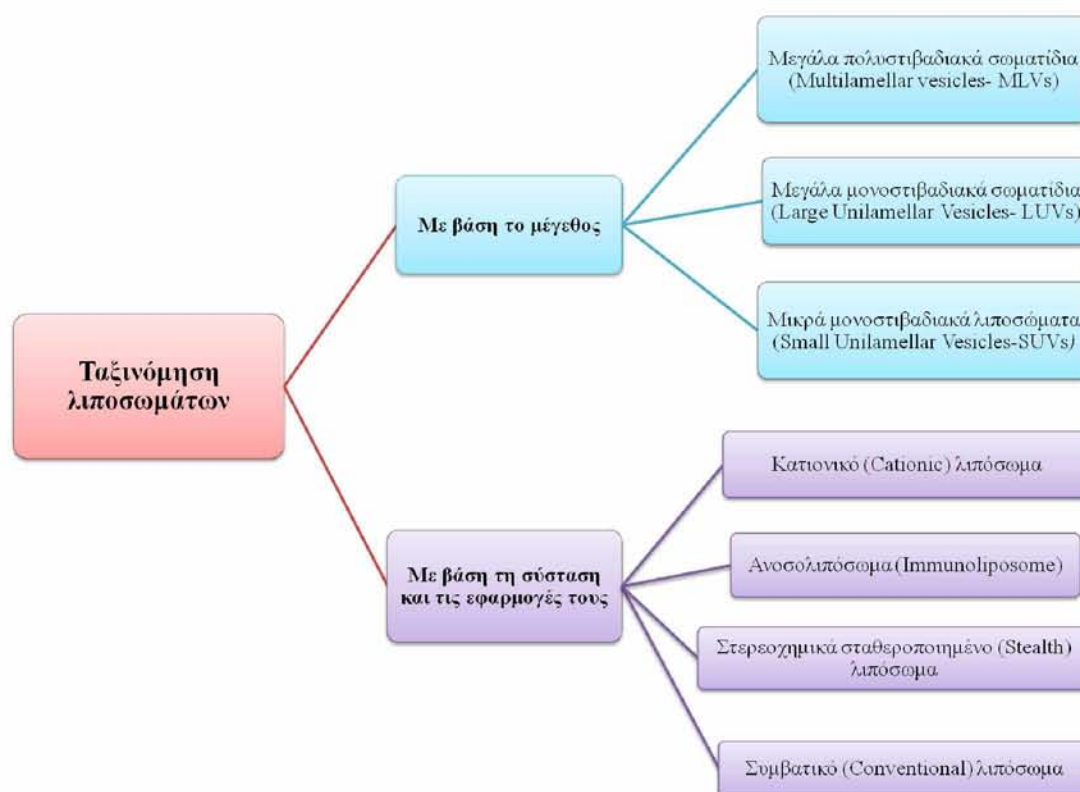 Ταξινόμηση
λιποσωμάτων
Με βάση το μέγεθος
Μεγάλα πολυστιβαδιακά σωματίδια
(Multilamellar vesicles- MLVs)
Μεγάλα μονοστιβαδιακά σωματίδια
(Large Unilamellar Vesicles- LUVs)
Μικρά μονοστιβαδιακά λιποσώματα
(Small Unilamellar Vesicles-SUVs)
Με βάση τη σύσταση
και τις εφαρμογές τους
Κατιονικό (Cationic) λιπόσωμα
Ανοσολιπόσωμα (Immunoliposome)
Στερεοχημικά σταθεροποιημένο (Stealth)
λιπόσωμα
Συμβατικό (Conventional) λιπόσωμα